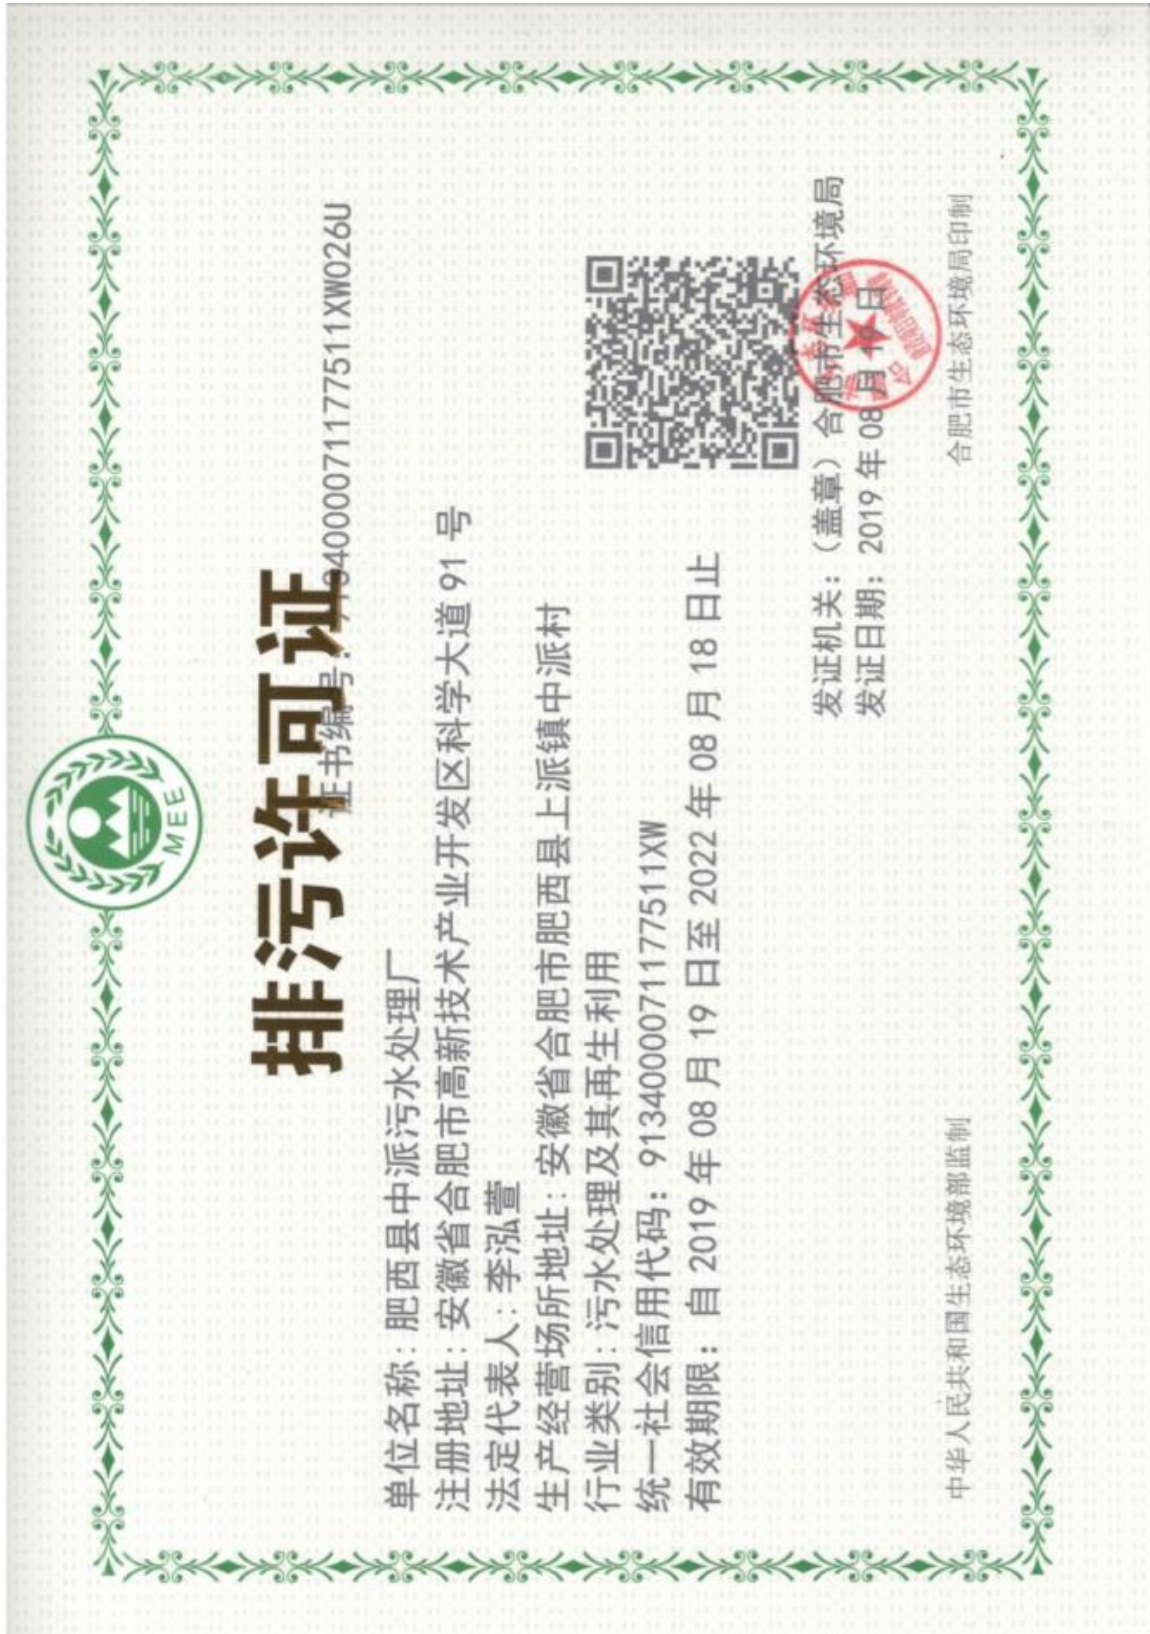 MEE
排污许可证
证书编号：91340000711777511XW026U
单位名称：肥西县中派污水处理厂
注册地址：安徽省合肥市高新技术产业开发区科学大道 91 号
法定代表人：李泓萱
生产经营场所地址：安徽省合肥市肥西县上派镇中派村
行业类别：污水处理及其再生利用
统一社会信用代码：91340000711777511XW
有效期限：自 2019 年 08 月 19 日至 2022 年 08 月 18 日止
发证机关：（盖章）合肥市生态环境局
发证日期：2019 年 08 月 19 日
中华人民共和国生态环境部监制
合肥市生态环境局印制